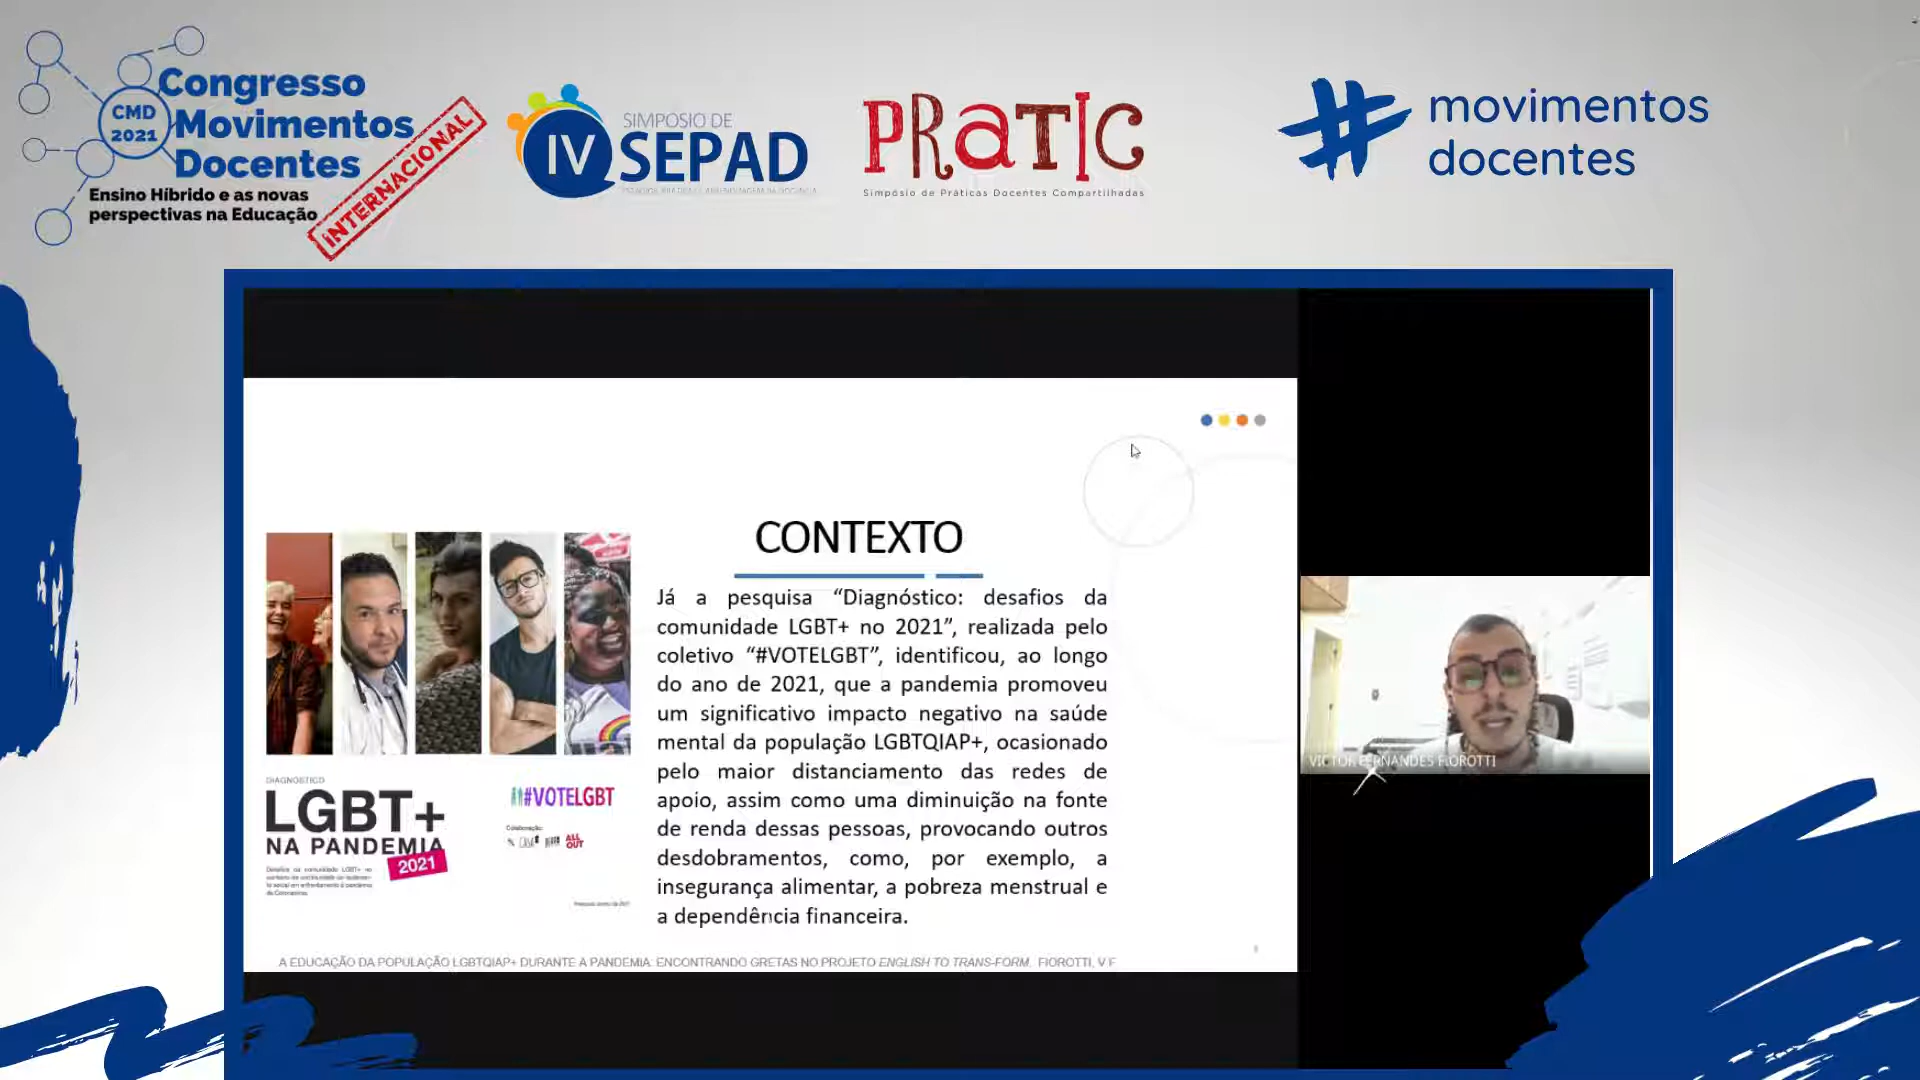 CMD
2021
Congresso
Movimentos
Docentes
Ensino Híbrido e as novas
perspectivas na Educação
INTERNACIONAL
IV
SIMPÓSIO DE
SEPAD
PRATIC
Simpósio de Práticas Docentes Compartilhadas
# movimentos
docentes
CONTEXTO
Já a pesquisa “Diagnóstico: desafios da
comunidade LGBT+ no 2021”, realizada pelo
coletivo “#VOTELGBT”, identificou, ao longo
do ano de 2021, que a pandemia promoveu
um significativo impacto negativo na saúde
mental da população LGBTQIAP+, ocasionado
pelo maior distanciamento das redes de
apoio, assim como uma diminuição na fonte
de renda dessas pessoas, provocando outros
desdobramentos, como, por exemplo, a
insegurança alimentar, a pobreza menstrual e
a dependência financeira.
DIAGNÓSTICO
LGBT+
NA PANDEMIA
2021
#VOTELGBT
Colaboração:
ALL
OUT
A EDUCAÇÃO DA POPULAÇÃO LGBTQIAP+ DURANTE A PANDEMIA: ENCONTRANDO GRETAS NO PROJETO ENGLISH TO TRANS-FORM. FIOROTTI, V F
VICTOR FERNANDES FIOROTTI